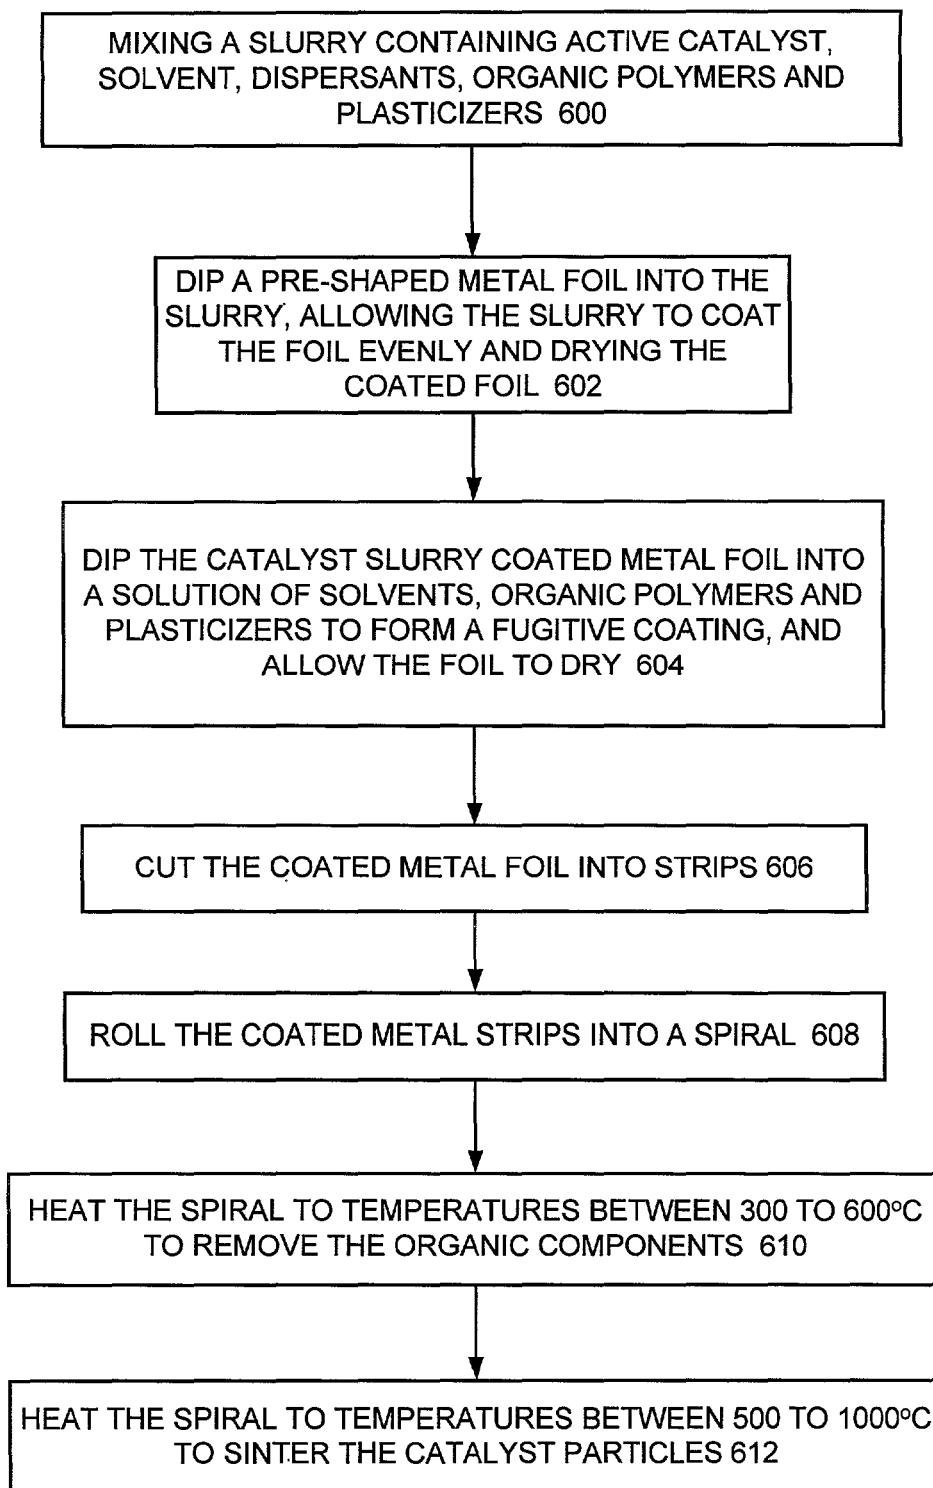 MIXING A SLURRY CONTAINING ACTIVE CATALYST,
SOLVENT, DISPERSANTS, ORGANIC POLYMERS AND
PLASTICIZERS 600
DIP A PRE-SHAPED METAL FOIL INTO THE
SLURRY, ALLOWING THE SLURRY TO COAT
THE FOIL EVENLY AND DRYING THE
COATED FOIL 602
DIP THE CATALYST SLURRY COATED METAL FOIL INTO
A SOLUTION OF SOLVENTS, ORGANIC POLYMERS AND
PLASTICIZERS TO FORM A FUGITIVE COATING, AND
ALLOW THE FOIL TO DRY 604
CUT THE COATED METAL FOIL INTO STRIPS 606
ROLL THE COATED METAL STRIPS INTO A SPIRAL 608
HEAT THE SPIRAL TO TEMPERATURES BETWEEN 300 TO 600ºC
TO REMOVE THE ORGANIC COMPONENTS 610
HEAT THE SPIRAL TO TEMPERATURES BETWEEN 500 TO 1000ºC
TO SINTER THE CATALYST PARTICLES 612